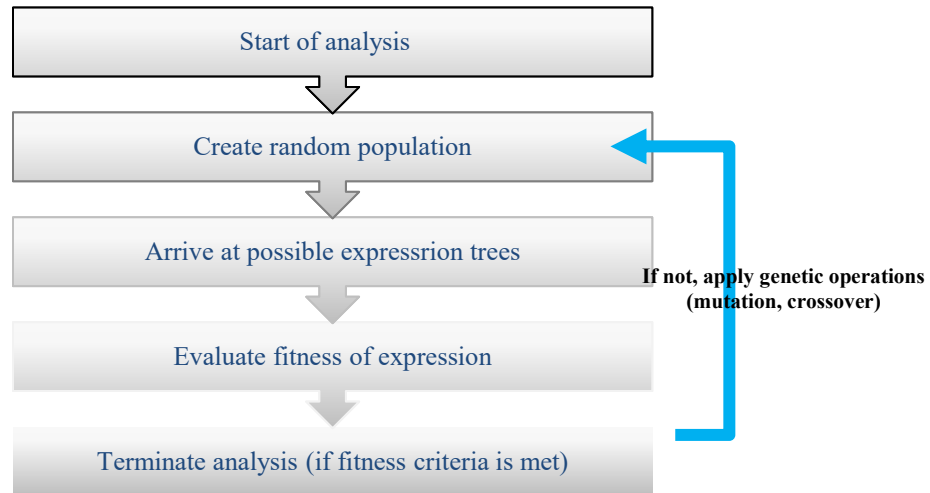 Start of analysis
Create random population
Arrive at possible expressrion trees
If not, apply genetic operations
(mutation, crossover)
Evaluate fitness of expression
Terminate analysis (if fitness criteria is met)